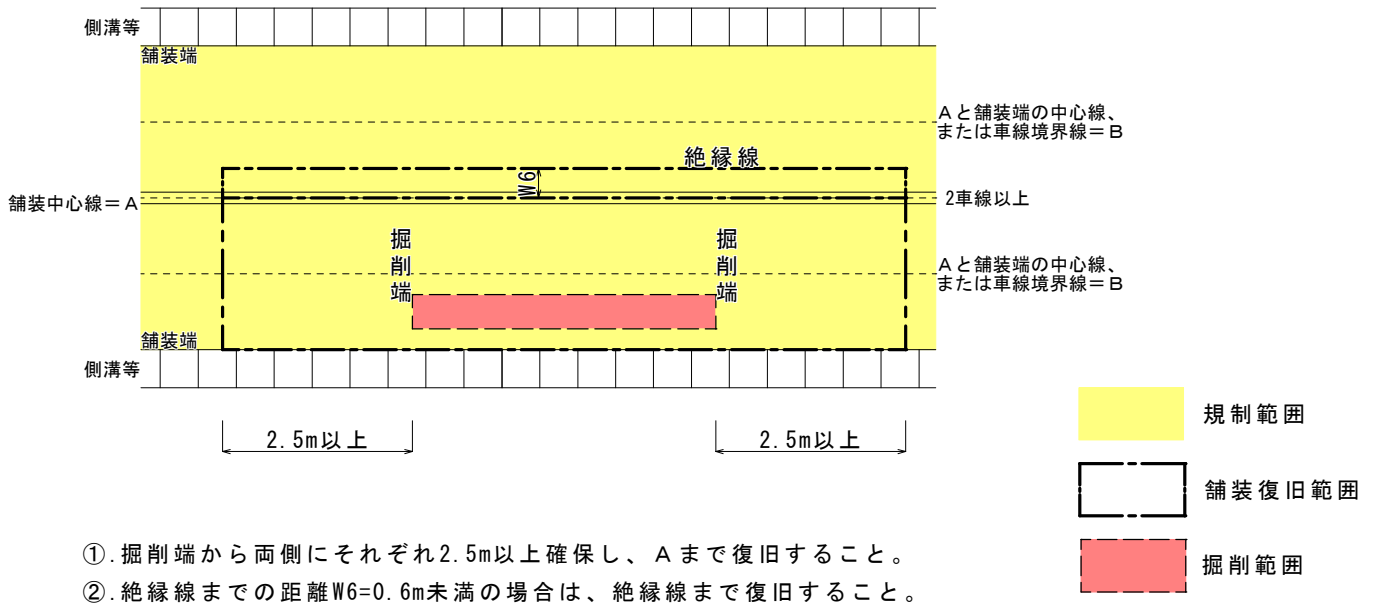 側溝等
舗装端
Aと舗装端の中心線、
または車線境界線=B
絶縁線
W6
舗装中心線=A
2車線以上
掘削端
掘削端
Aと舗装端の中心線、
または車線境界線=B
舗装端
側溝等
2.5m以上
2.5m以上
規制範囲
舗装復旧範囲
掘削範囲
①.掘削端から両側にそれぞれ2.5m以上確保し、Aまで復旧すること。
②.絶縁線までの距離W6=0.6m未満の場合は、絶縁線まで復旧すること。